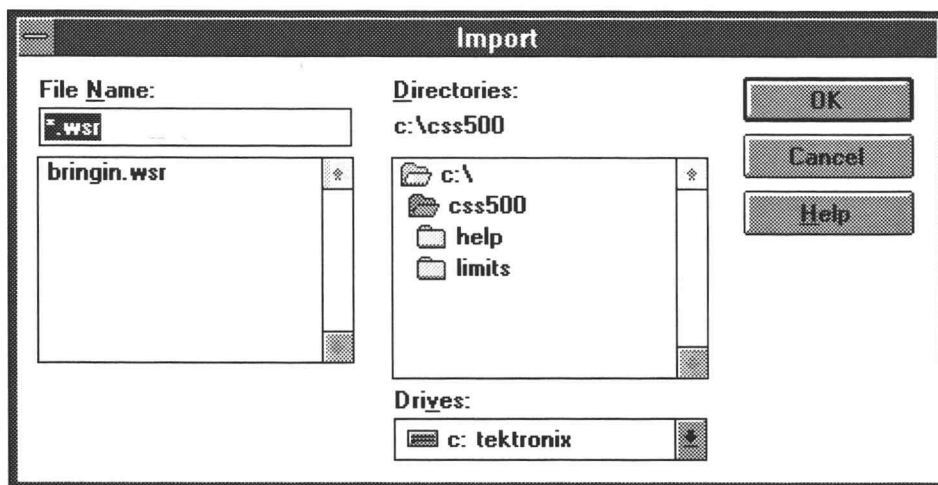 Import
File Name:
*.wsr
bringin.wsr
Directories:
c:\css500
c:\
css500
help
limits
Drives:
c: tektronix
OK
Cancel
Help